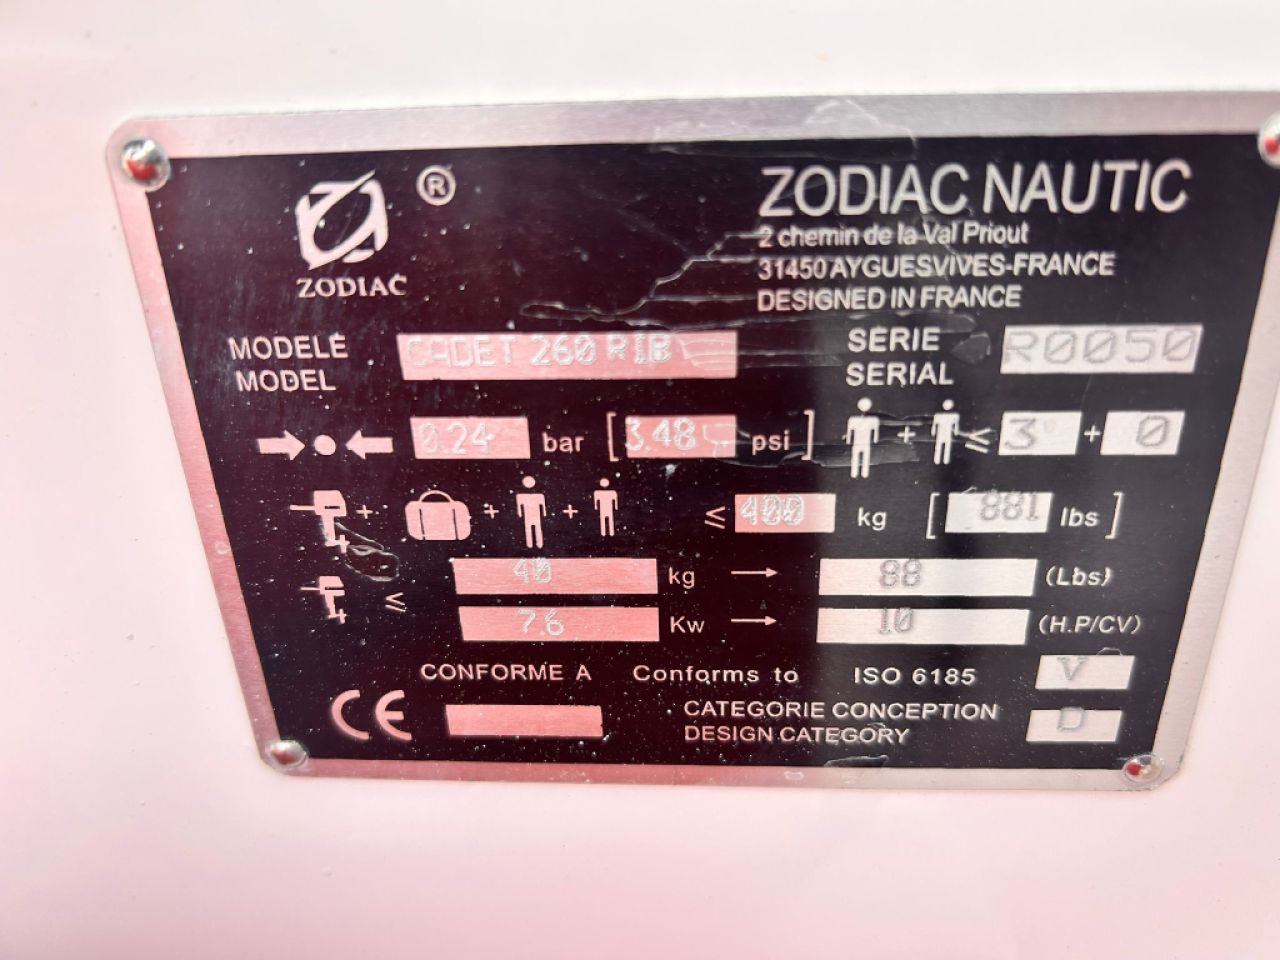 ZODIAC ®
ZODIAC NAUTIC
2 chemin de la Val Priout
31450 AYGUESVIVES-FRANCE
DESIGNED IN FRANCE
MODELE
MODEL
CADET 260 RIB
SERIE
SERIAL
R0050
0.24 bar [3.48 psi]
+ ≤ 3 + 0
+ + + ≤ 400 kg [881 lbs]
≤
40 kg → 88 (Lbs)
7.6 Kw → 10 (H.P/CV)
CONFORME A Conforms to ISO 6185 V
CE
CATEGORIE CONCEPTION
DESIGN CATEGORY
D